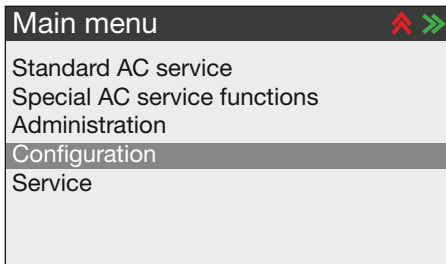 Main menu
Standard AC service
Special AC service functions
Administration
Configuration
Service